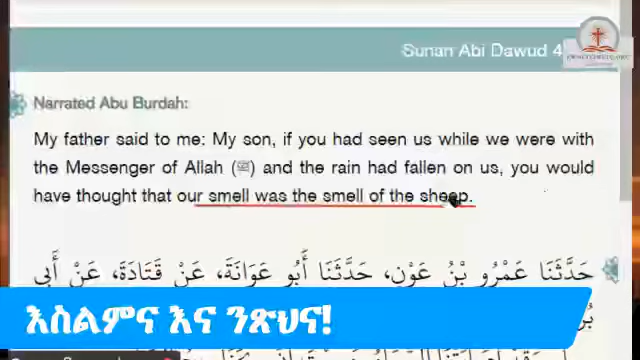 Sunan Abi Dawud 4
Narrated Abu Burdah:
My father said to me: My son, if you had seen us while we were with
the Messenger of Allah (ﷺ) and the rain had fallen on us, you would
have thought that our smell was the smell of the sheep.
حَدَّثَنَا عَمْرُو بْنُ عَوْنٍ، حَدَّثَنَا أَبُو عَوَانَةَ، عَنْ قَتَادَةَ، عَنْ أَبِي
እስልምና እና ንጽህና!